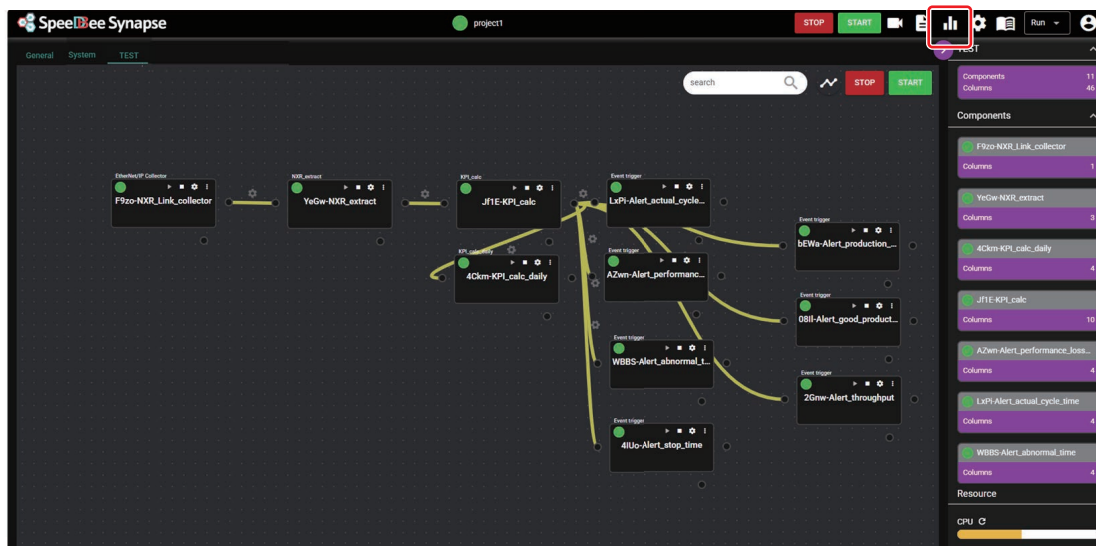 SpeeDBee Synapse
project1
STOP
START
Run
General
System
TEST
search
STOP
START
EtherNet/IP Collector
F9zo-NXR_Link_collector
NXR_extract
YeGw-NXR_extract
KPI_calc
Jf1E-KPI_calc
Event trigger
LxPi-Alert_actual_cycle...
KPI_calc_daily
4Ckm-KPI_calc_daily
Event trigger
AZwn-Alert_performanc...
Event trigger
bEWa-Alert_production_...
Event trigger
08Il-Alert_good_product...
Event trigger
WBBS-Alert_abnormal_t...
Event trigger
2Gnw-Alert_throughput
Event trigger
4IUo-Alert_stop_time
TEST
Components 11
Columns 46
Components
F9zo-NXR_Link_collector
Columns 1
YeGw-NXR_extract
Columns 3
4Ckm-KPI_calc_daily
Columns 4
Jf1E-KPI_calc
Columns 10
AZwn-Alert_performance_loss...
Columns 4
LxPi-Alert_actual_cycle_time
Columns 4
WBBS-Alert_abnormal_time
Columns 4
Resource
CPU